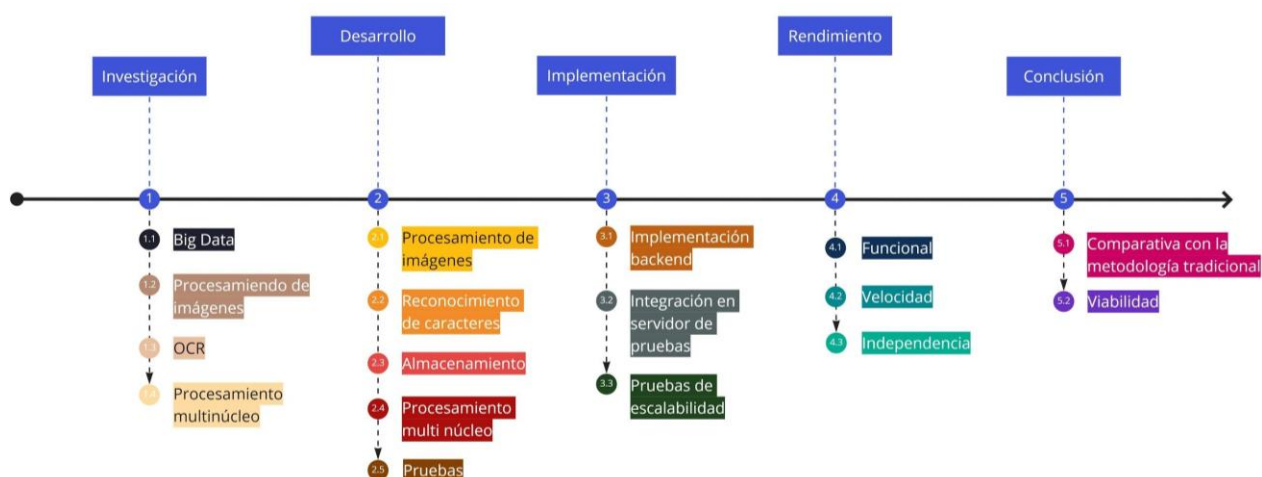 Investigación
Desarrollo
Implementación
Rendimiento
Conclusión
1
2
3
4
5
1.1 Big Data
1.2 Procesamiendo de
imágenes
1.3 OCR
1.4 Procesamiento
multinúcleo
2.1 Procesamiento de
imágenes
2.2 Reconocimiento
de caracteres
2.3 Almacenamiento
2.4 Procesamiento
multi núcleo
2.5 Pruebas
3.1 Implementación
backend
3.2 Integración en
servidor de
pruebas
3.3 Pruebas de
escalabilidad
4.1 Funcional
4.2 Velocidad
4.3 Independencia
5.1 Comparativa con la
metodología tradicional
5.2 Viabilidad